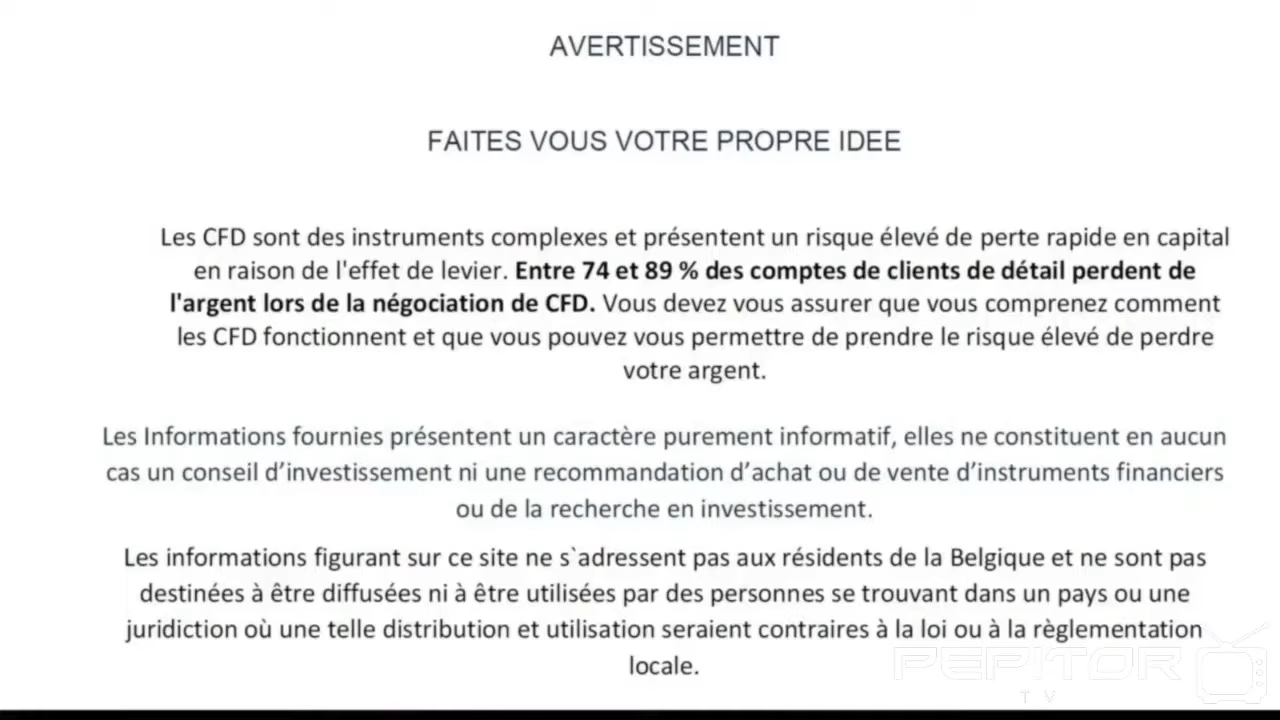 AVERTISSEMENT
FAITES VOUS VOTRE PROPRE IDEE
Les CFD sont des instruments complexes et présentent un risque élevé de perte rapide en capital
en raison de l'effet de levier. Entre 74 et 89 % des comptes de clients de détail perdent de
l'argent lors de la négociation de CFD. Vous devez vous assurer que vous comprenez comment
les CFD fonctionnent et que vous pouvez vous permettre de prendre le risque élevé de perdre
votre argent.
Les Informations fournies présentent un caractère purement informatif, elles ne constituent en aucun
cas un conseil d’investissement ni une recommandation d’achat ou de vente d’instruments financiers
ou de la recherche en investissement.
Les informations figurant sur ce site ne s`adressent pas aux résidents de la Belgique et ne sont pas
destinées à être diffusées ni à être utilisées par des personnes se trouvant dans un pays ou une
juridiction où une telle distribution et utilisation seraient contraires à la loi ou à la règlementation
locale.
PEPITOR
TV